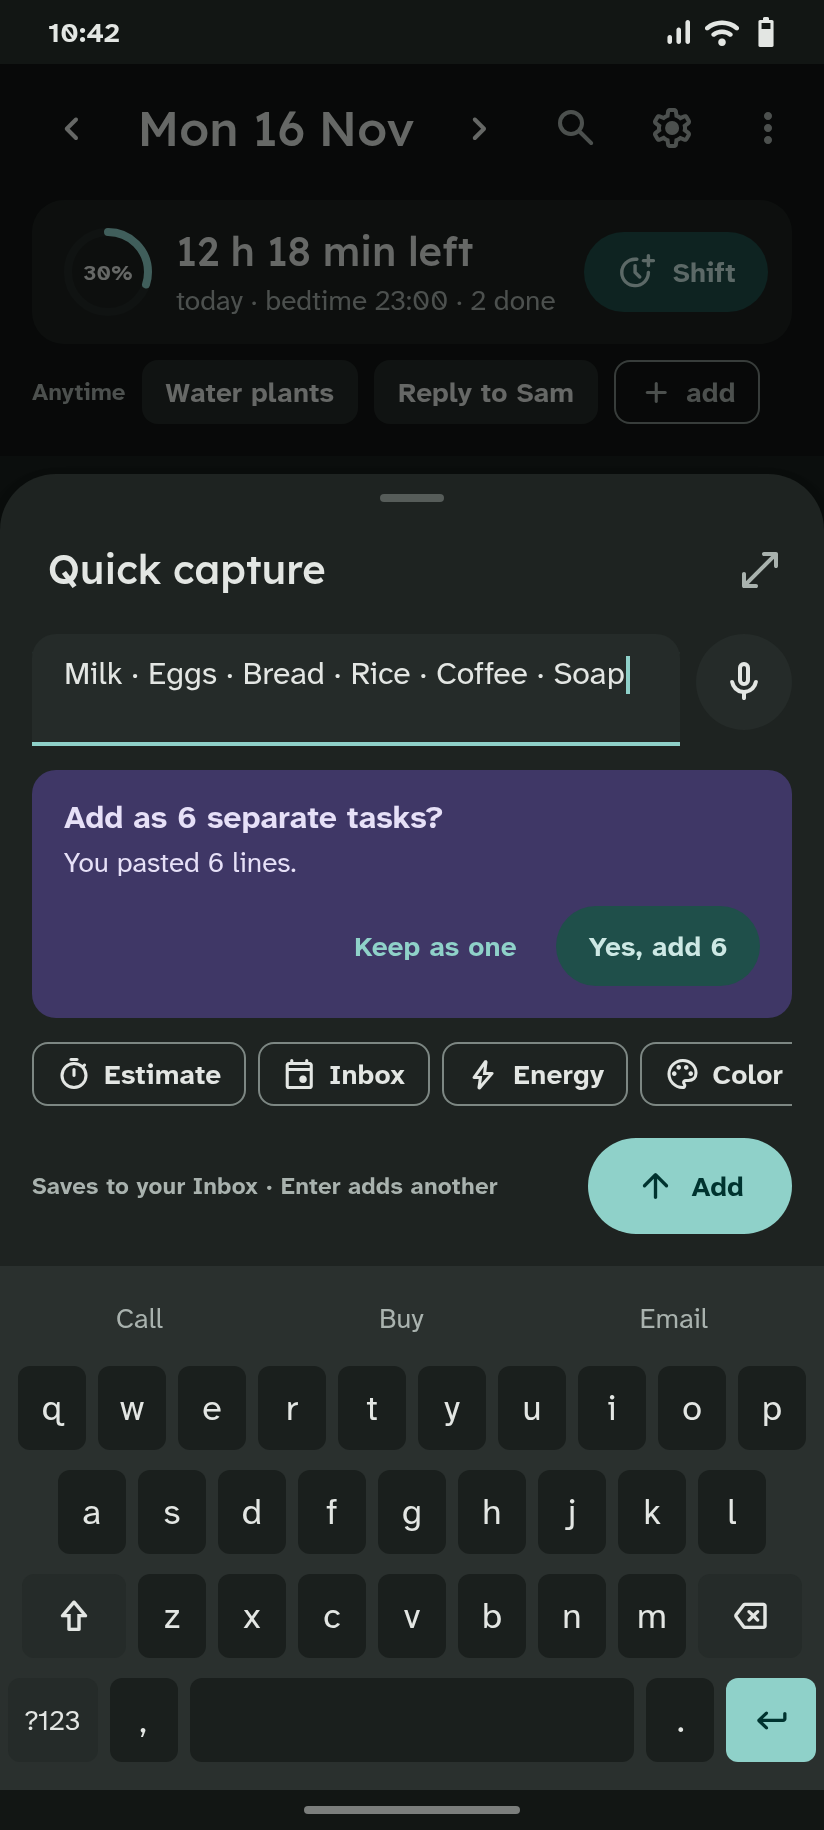 10:42
Mon 16 Nov
30%
12 h 18 min left
today · bedtime 23:00 · 2 done
Shift
Anytime
Water plants
Reply to Sam
+ add
Quick capture
Milk · Eggs · Bread · Rice · Coffee · Soap
Add as 6 separate tasks?
You pasted 6 lines.
Keep as one
Yes, add 6
Estimate
Inbox
Energy
Color
Saves to your Inbox · Enter adds another
Add
Call Buy Email
q w e r t y u i o p
a s d f g h j k l
z x c v b n m
?123 , .